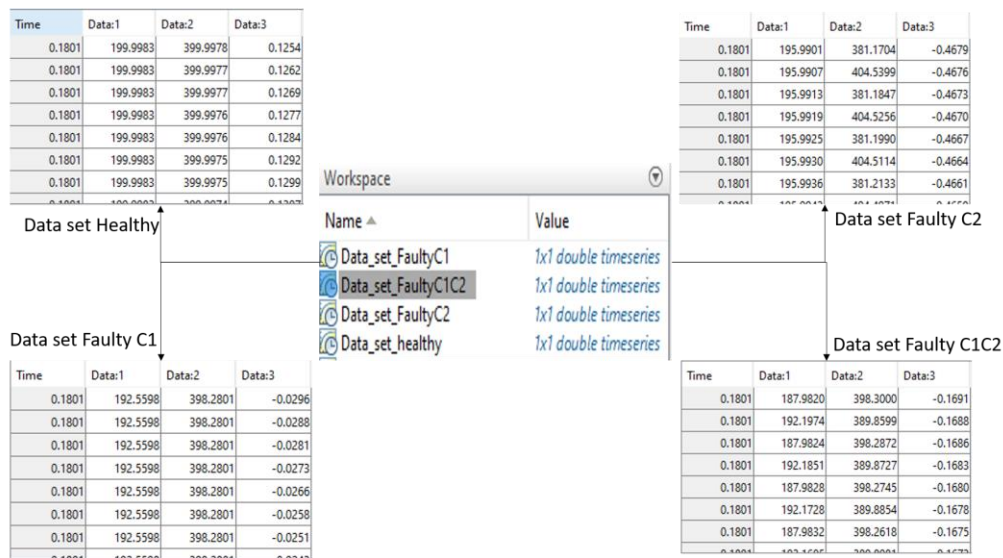 Time Data:1 Data:2 Data:3
0.1801 199.9983 399.9978 0.1254
0.1801 199.9983 399.9977 0.1262
0.1801 199.9983 399.9977 0.1269
0.1801 199.9983 399.9976 0.1277
0.1801 199.9983 399.9976 0.1284
0.1801 199.9983 399.9975 0.1292
0.1801 199.9983 399.9975 0.1299
Data set Healthy
Time Data:1 Data:2 Data:3
0.1801 195.9901 381.1704 -0.4679
0.1801 195.9907 404.5399 -0.4676
0.1801 195.9913 381.1847 -0.4673
0.1801 195.9919 404.5256 -0.4670
0.1801 195.9925 381.1990 -0.4667
0.1801 195.9930 404.5114 -0.4664
0.1801 195.9936 381.2133 -0.4661
Data set Faulty C2
Workspace
Name Value
Data_set_FaultyC1 1x1 double timeseries
Data_set_FaultyC1C2 1x1 double timeseries
Data_set_FaultyC2 1x1 double timeseries
Data_set_healthy 1x1 double timeseries
Data set Faulty C1
Time Data:1 Data:2 Data:3
0.1801 192.5598 398.2801 -0.0296
0.1801 192.5598 398.2801 -0.0288
0.1801 192.5598 398.2801 -0.0281
0.1801 192.5598 398.2801 -0.0273
0.1801 192.5598 398.2801 -0.0266
0.1801 192.5598 398.2801 -0.0258
0.1801 192.5598 398.2801 -0.0251
Data set Faulty C1C2
Time Data:1 Data:2 Data:3
0.1801 187.9820 398.3000 -0.1691
0.1801 192.1974 389.8599 -0.1688
0.1801 187.9824 398.2872 -0.1686
0.1801 192.1851 389.8727 -0.1683
0.1801 187.9828 398.2745 -0.1680
0.1801 192.1728 389.8854 -0.1678
0.1801 187.9832 398.2618 -0.1675